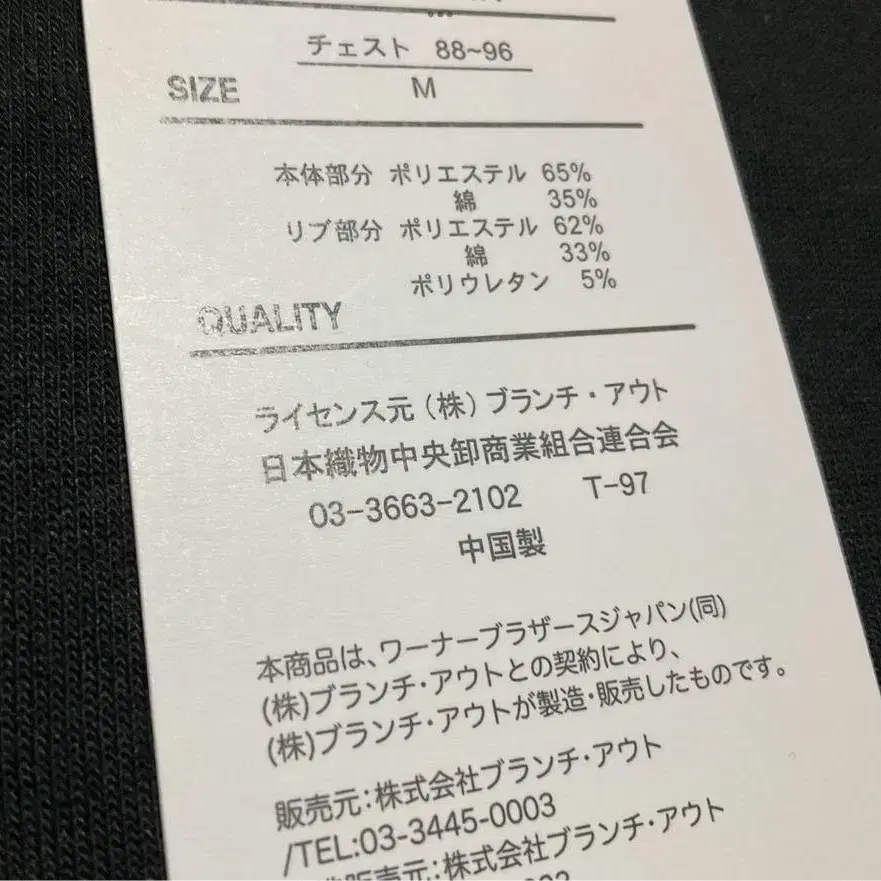 チェスト 88~96
SIZE M
本体部分 ポリエステル 65%
綿 35%
リブ部分 ポリエステル 62%
綿 33%
ポリウレタン 5%
QUALITY
ライセンス元(株)ブランチ・アウト
日本織物中央卸商業組合連合会
03-3663-2102 T-97
中国製
本商品は、ワーナーブラザースジャパン(同)
(株)ブランチ・アウトとの契約により、
(株)ブランチ・アウトが製造・販売したものです。
販売元:株式会社ブランチ・アウト
/TEL:03-3445-0003
販売元:株式会社ブランチ・アウト